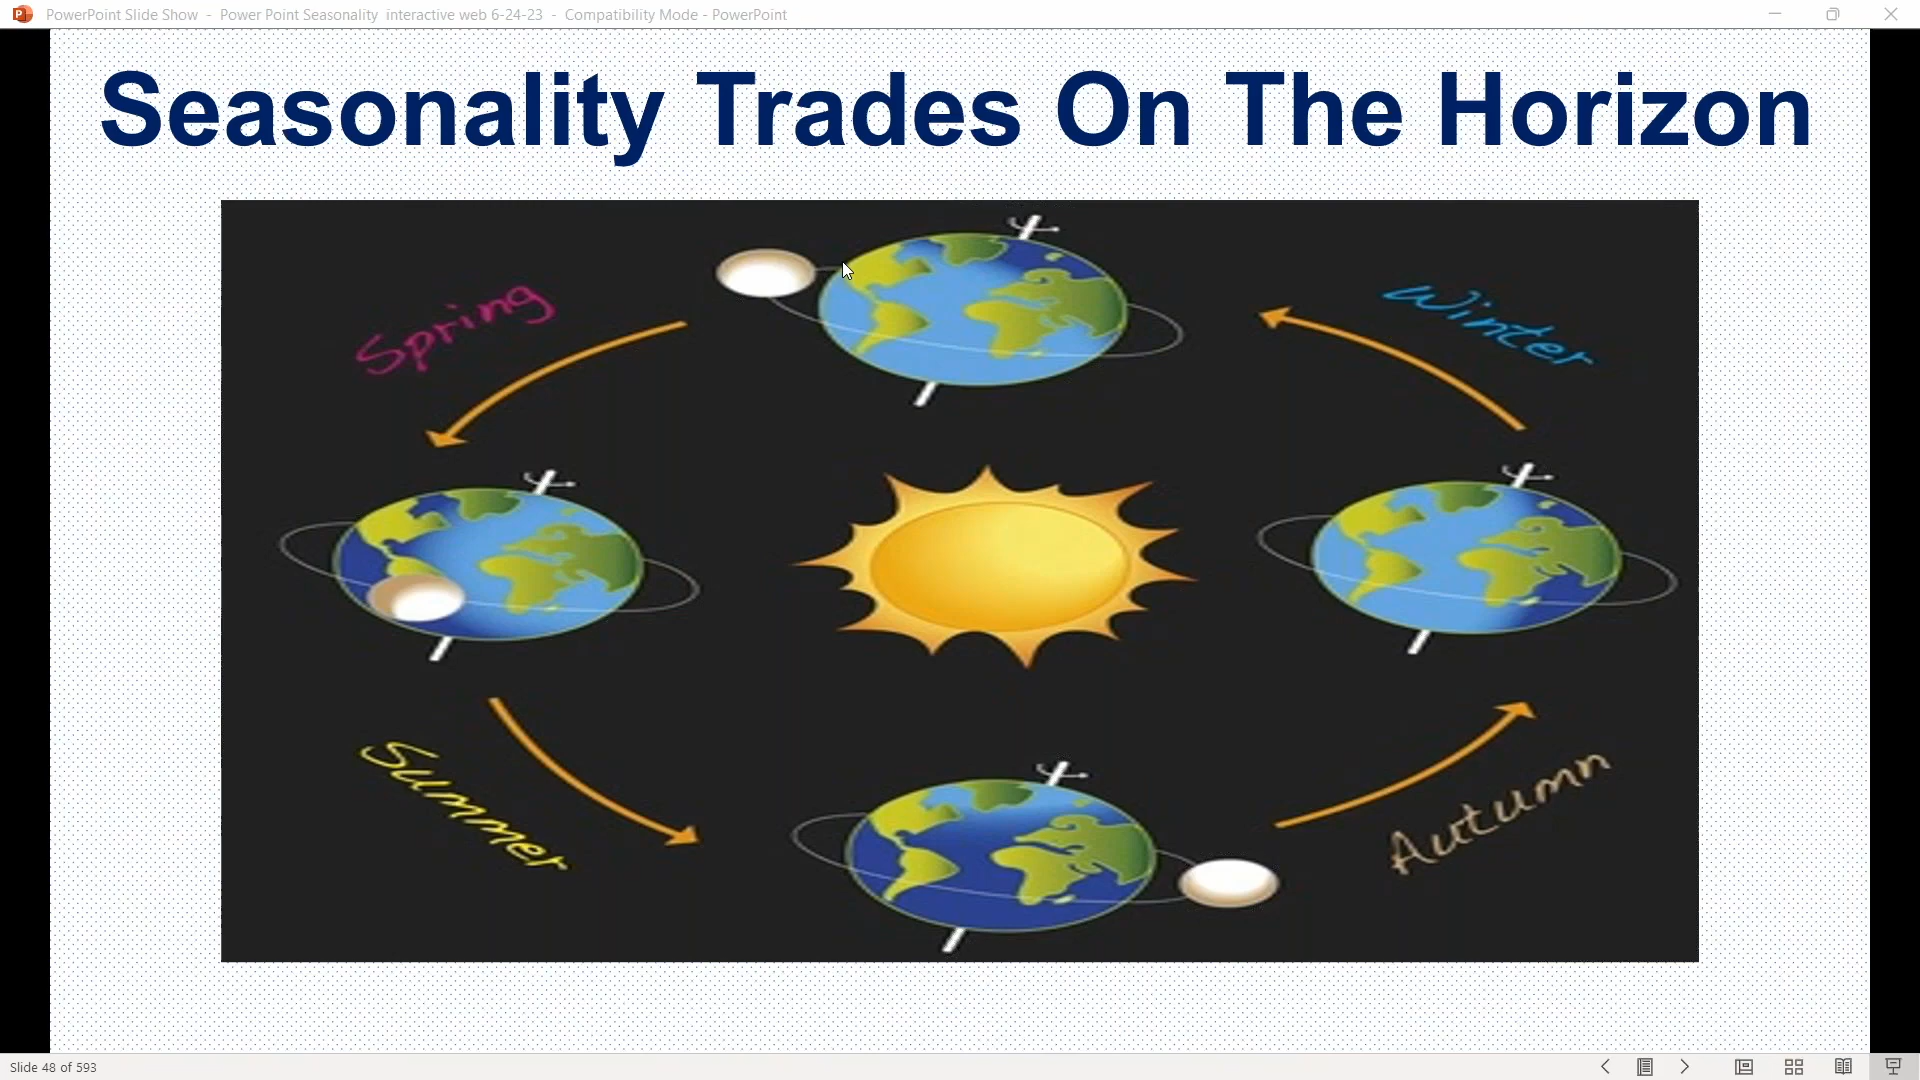 PowerPoint Slide Show - Power Point Seasonality interactive web 6-24-23 - Compatibility Mode - PowerPoint
Seasonality Trades On The Horizon
Spring
Winter
Summer
Autumn
Slide 48 of 593